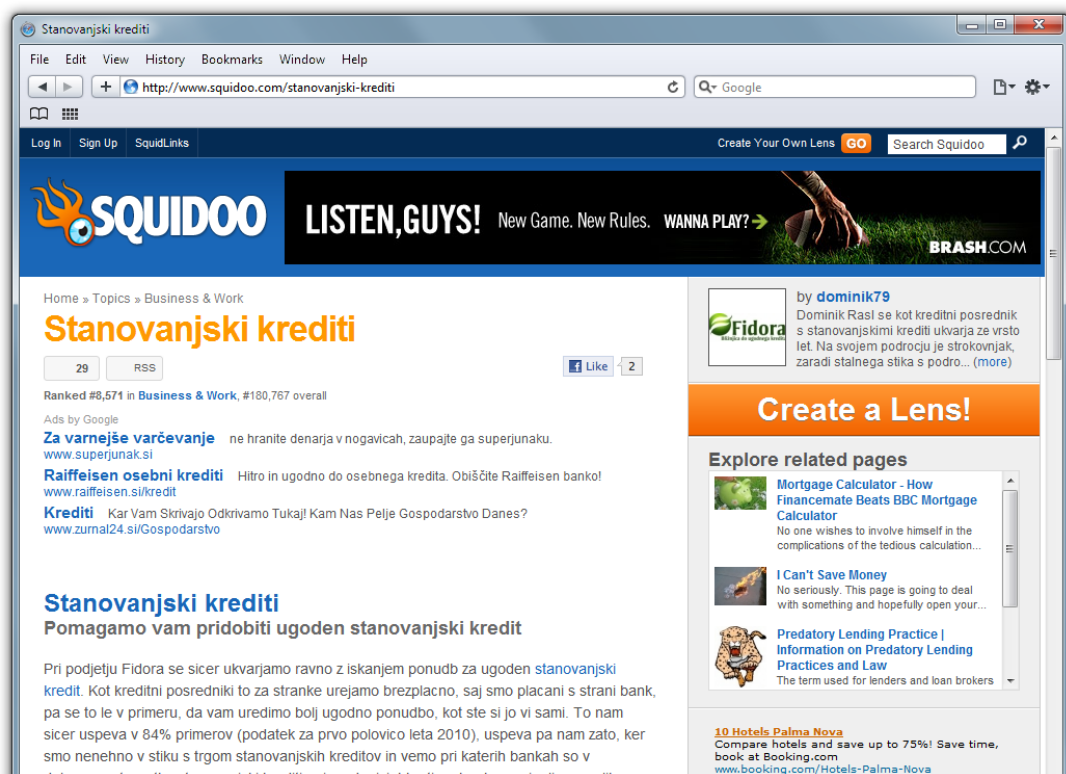 Stanovanjski krediti
File Edit View History Bookmarks Window Help
http://www.squidoo.com/stanovanjski-krediti
Google
Log In Sign Up SquidLinks
Create Your Own Lens GO Search Squidoo
SQUIDOO
LISTEN,GUYS! New Game. New Rules. WANNA PLAY?
BRASH.COM
Home » Topics » Business & Work
Stanovanjski krediti
29 RSS
Like 2
Ranked #8,571 in Business & Work, #180,767 overall
Ads by Google
Za varnejše varčevanje ne hranite denarja v nogavicah, zaupajte ga superjunaku.
www.superjunak.si
Raiffeisen osebni krediti Hitro in ugodno do osebnega kredita. Obiščite Raiffeisen banko!
www.raiffeisen.si/kredit
Krediti Kar Vam Skrivajo Odkrivamo Tukaj! Kam Nas Pelje Gospodarstvo Danes?
www.zurnal24.si/Gospodarstvo
Stanovanjski krediti
Pomagamo vam pridobiti ugoden stanovanjski kredit
Pri podjetju Fidora se sicer ukvarjamo ravno z iskanjem ponudb za ugoden stanovanjski
kredit. Kot kreditni posredniki to za stranke urejamo brezplacno, saj smo placani s strani bank,
pa se to le v primeru, da vam uredimo bolj ugodno ponudbo, kot ste si jo vi sami. To nam
sicer uspeva v 84% primerov (podatek za prvo polovico leta 2010), uspeva pa nam zato, ker
smo nenehno v stiku s trgom stanovanjskih kreditov in vemo pri katerih bankah so v
Fidora
Bližnjica do ugodnega kredita
by dominik79
Dominik Rasl se kot kreditni posrednik
s stanovanjskimi krediti ukvarja ze vrsto
let. Na svojem podrocju je strokovnjak,
zaradi stalnega stika s podro... (more)
Create a Lens!
Explore related pages
Mortgage Calculator - How
Financemate Beats BBC Mortgage
Calculator
No one wishes to involve himself in the
complications of the tedious calculation...
I Can't Save Money
No seriously. This page is going to deal
with something and hopefully open your...
Predatory Lending Practice |
Information on Predatory Lending
Practices and Law
The term used for lenders and loan brokers
10 Hotels Palma Nova
Compare hotels and save up to 75%! Save time,
book at Booking.com
www.booking.com/Hotels-Palma-Nova